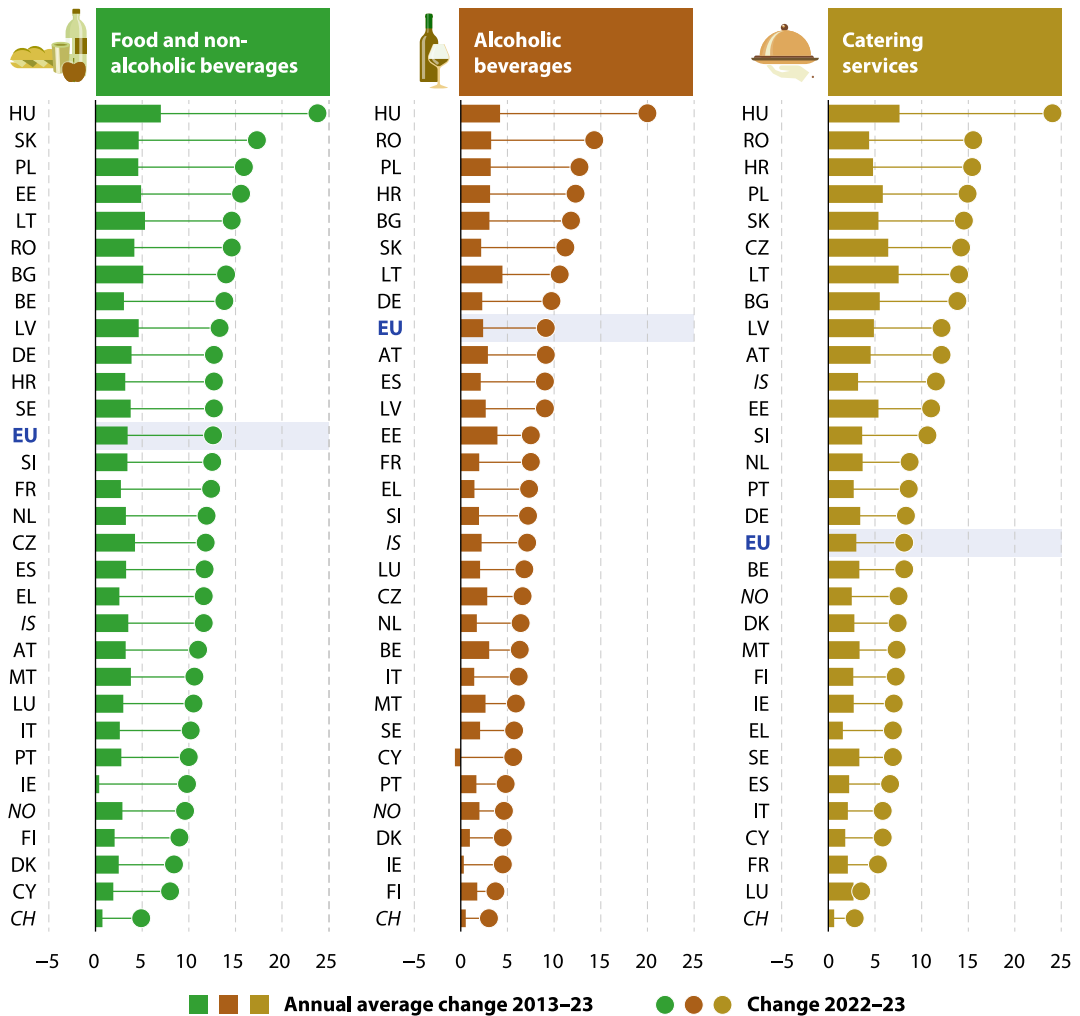 Food and non-
alcoholic beverages
HU
SK
PL
EE
LT
RO
BG
BE
LV
DE
HR
SE
EU
SI
FR
NL
CZ
ES
EL
IS
AT
MT
LU
IT
PT
IE
NO
FI
DK
CY
CH
−5 0 5 10 15 20 25
Alcoholic
beverages
HU
RO
PL
HR
BG
SK
LT
DE
EU
AT
ES
LV
EE
FR
EL
SI
IS
LU
CZ
NL
BE
IT
MT
SE
CY
PT
NO
DK
IE
FI
CH
−5 0 5 10 15 20 25
Catering
services
HU
RO
HR
PL
SK
CZ
LT
BG
LV
AT
IS
EE
SI
NL
PT
DE
EU
BE
NO
DK
MT
FI
IE
EL
SE
ES
IT
CY
FR
LU
CH
−5 0 5 10 15 20 25
Annual average change 2013–23
Change 2022–23